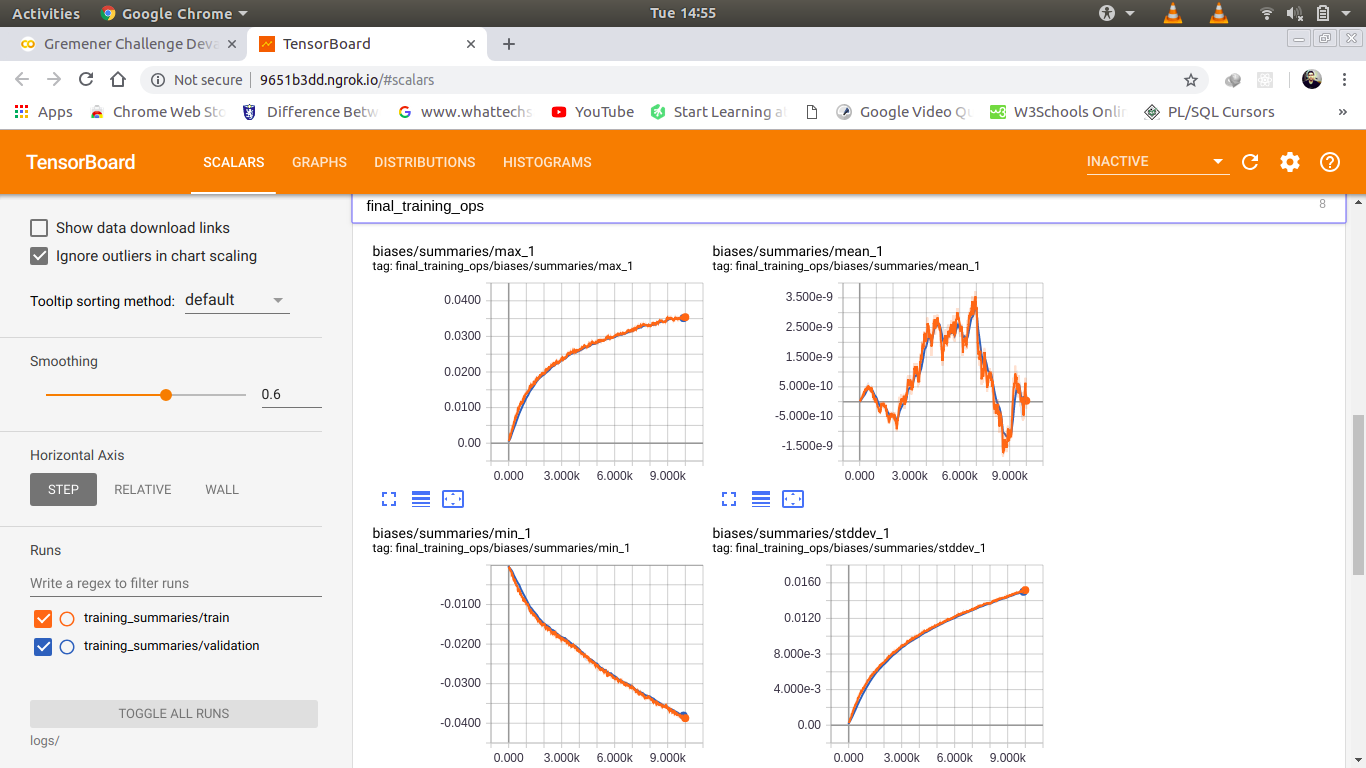 Activities Google Chrome Tue 14:55
Gremener Challenge Deva TensorBoard
Not secure 9651b3dd.ngrok.io/#scalars
Apps Chrome Web Sto Difference Betw www.whattechs YouTube Start Learning a Google Video Qu W3Schools Onlin PL/SQL Cursors »
TensorBoard SCALARS GRAPHS DISTRIBUTIONS HISTOGRAMS INACTIVE
Show data download links
Ignore outliers in chart scaling
Tooltip sorting method: default
Smoothing
0.6
Horizontal Axis
STEP RELATIVE WALL
Runs
Write a regex to filter runs
training_summaries/train
training_summaries/validation
TOGGLE ALL RUNS
logs/
final_training_ops 8
biases/summaries/max_1
tag: final_training_ops/biases/summaries/max_1
0.0400
0.0300
0.0200
0.0100
0.00
0.000 3.000k 6.000k 9.000k
biases/summaries/mean_1
tag: final_training_ops/biases/summaries/mean_1
3.500e-9
2.500e-9
1.500e-9
5.000e-10
-5.000e-10
-1.500e-9
0.000 3.000k 6.000k 9.000k
biases/summaries/min_1
tag: final_training_ops/biases/summaries/min_1
-0.0100
-0.0200
-0.0300
-0.0400
0.000 3.000k 6.000k 9.000k
biases/summaries/stddev_1
tag: final_training_ops/biases/summaries/stddev_1
0.0160
0.0120
8.000e-3
4.000e-3
0.00
0.000 3.000k 6.000k 9.000k